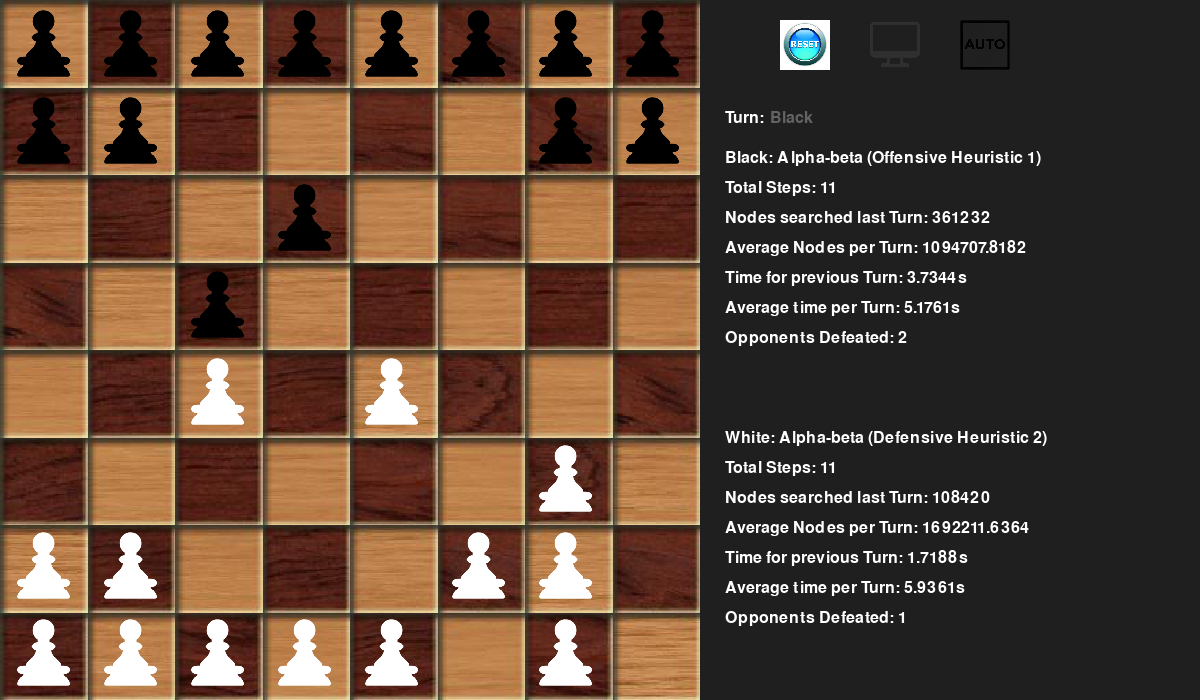 RESET
AUTO
Turn: Black
Black: Alpha-beta (Offensive Heuristic 1)
Total Steps: 11
Nodes searched last Turn: 361232
Average Nodes per Turn: 1094707.8182
Time for previous Turn: 3.7344s
Average time per Turn: 5.1761s
Opponents Defeated: 2
White: Alpha-beta (Defensive Heuristic 2)
Total Steps: 11
Nodes searched last Turn: 108420
Average Nodes per Turn: 1692211.6364
Time for previous Turn: 1.7188s
Average time per Turn: 5.9361s
Opponents Defeated: 1